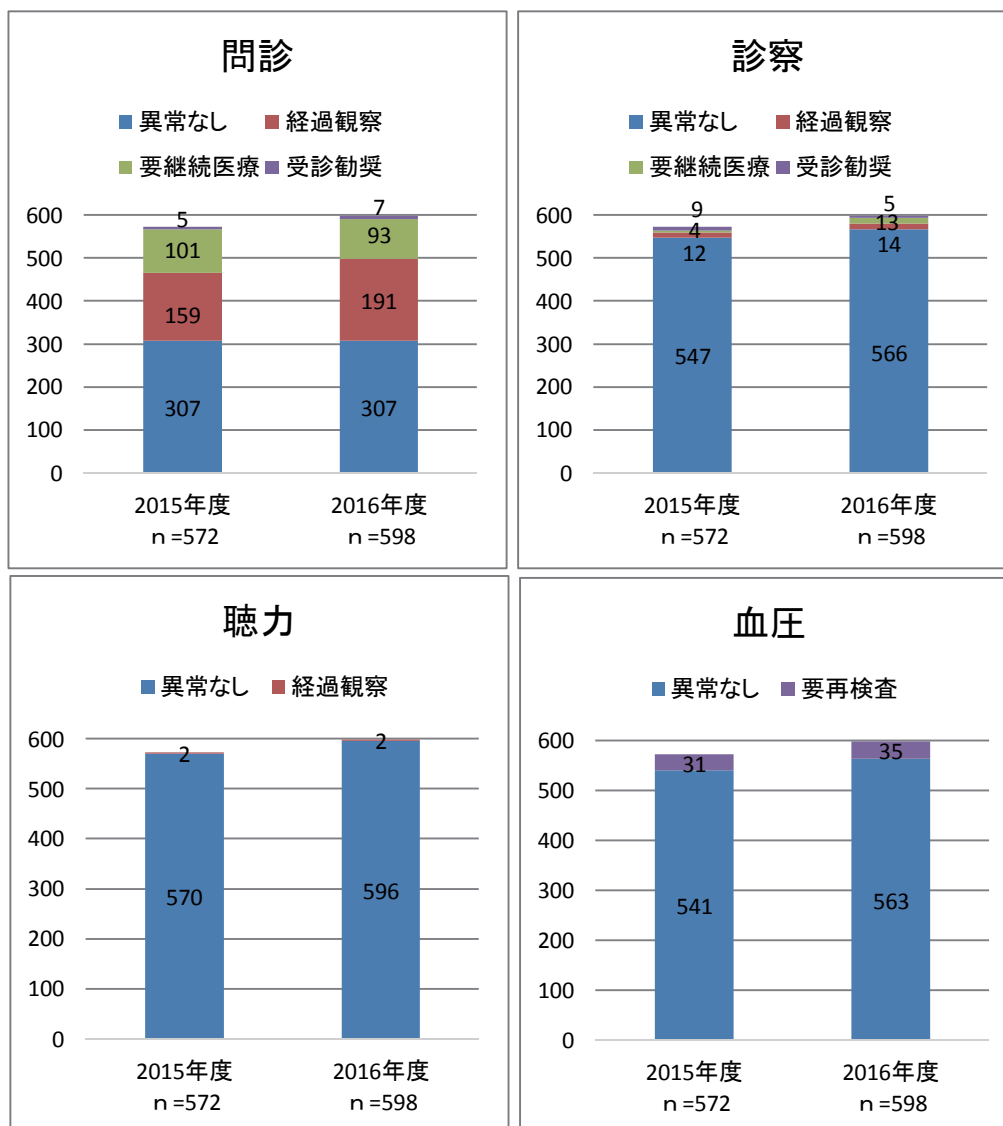 問診
異常なし 経過観察
要継続医療 受診勧奨
600
500
400
300
200
100
0
5
101
159
307
7
93
191
307
2015年度 2016年度
n=572 n=598
診察
異常なし 経過観察
要継続医療 受診勧奨
600
500
400
300
200
100
0
9
4
12
547
5
13
14
566
2015年度 2016年度
n=572 n=598
聴力
異常なし 経過観察
600
500
400
300
200
100
0
2
570
2
596
2015年度 2016年度
n=572 n=598
血圧
異常なし 要再検査
600
500
400
300
200
100
0
31
541
35
563
2015年度 2016年度
n=572 n=598